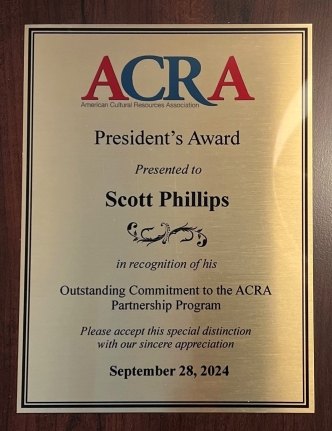 ACRA
American Cultural Resources Association
President's Award
Presented to
Scott Phillips
in recognition of his
Outstanding Commitment to the ACRA
Partnership Program
Please accept this special distinction
with our sincere appreciation
September 28, 2024